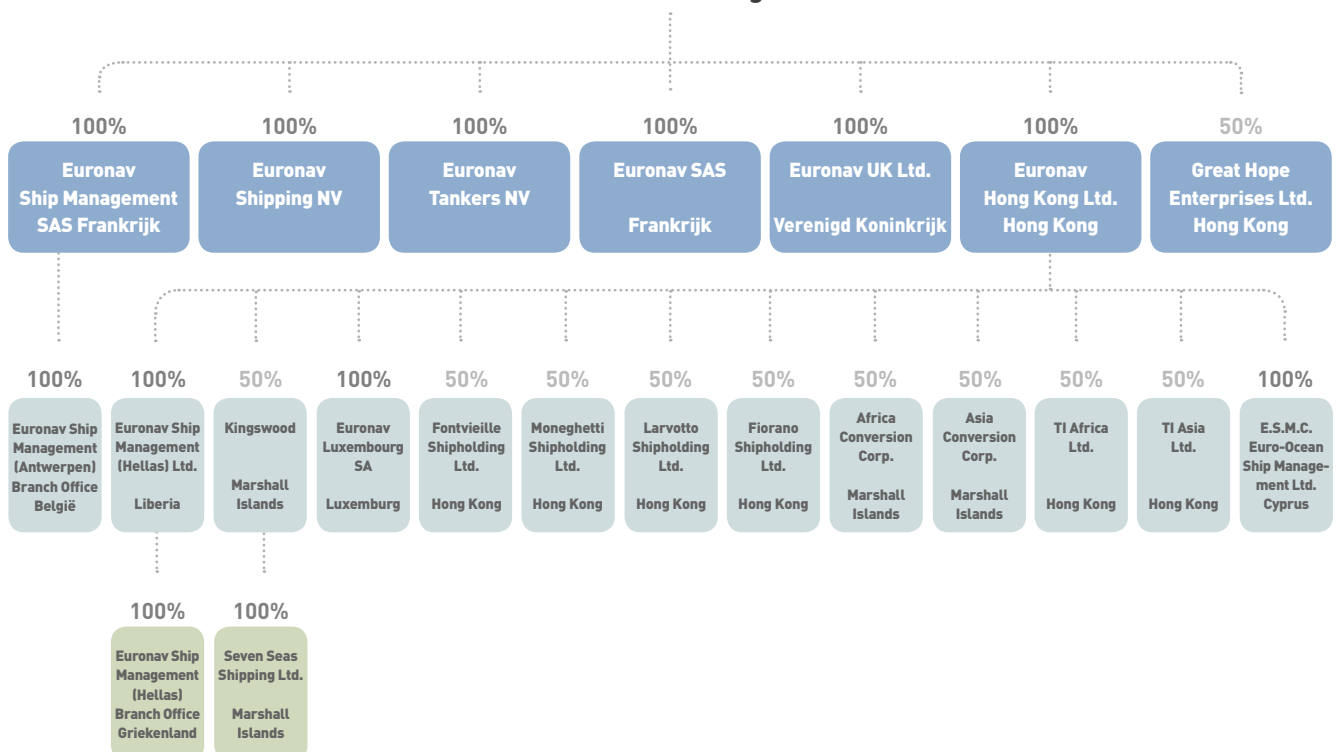 100%
100%
100%
100%
100%
100%
50%
Euronav
Ship Management
SAS Frankrijk
Euronav
Shipping NV
Euronav
Tankers NV
Euronav SAS
Frankrijk
Euronav UK Ltd.
Verenigd Koninkrijk
Euronav
Hong Kong Ltd.
Hong Kong
Great Hope
Enterprises Ltd.
Hong Kong
100%
100%
50%
100%
50%
50%
50%
50%
50%
50%
50%
50%
100%
Euronav Ship
Management
(Antwerpen)
Branch Office
België
Euronav Ship
Management
(Hellas) Ltd.
Liberia
Kingswood
Marshall
Islands
Euronav
Luxembourg
SA
Luxemburg
Fontvieille
Shipholding
Ltd.
Hong Kong
Moneghetti
Shipholding
Ltd.
Hong Kong
Larvotto
Shipholding
Ltd.
Hong Kong
Fiorano
Shipholding
Ltd.
Hong Kong
Africa
Conversion
Corp.
Marshall
Islands
Asia
Conversion
Corp.
Marshall
Islands
TI Africa
Ltd.
Hong Kong
TI Asia
Ltd.
Hong Kong
E.S.M.C.
Euro-Ocean
Ship Manage-
ment Ltd.
Cyprus
100%
100%
Euronav Ship
Management
(Hellas)
Branch Office
Griekenland
Seven Seas
Shipping Ltd.
Marshall
Islands